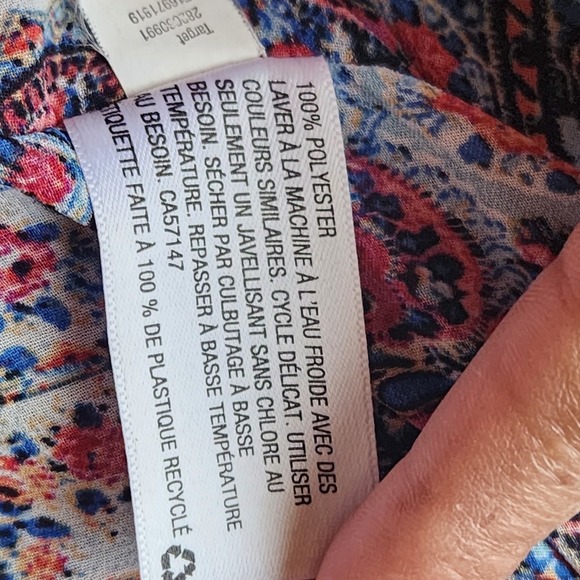 Target
282C30991
100% POLYESTER
LAVER À LA MACHINE À L'EAU FROIDE AVEC DES
COULEURS SIMILAIRES. CYCLE DÉLICAT. UTILISER
SEULEMENT UN JAVELLISANT SANS CHLORE AU
BESOIN. SÉCHER PAR CULBUTAGE À BASSE
TEMPÉRATURE. REPASSER À BASSE TEMPÉRATURE
AU BESOIN. CA57147
FAITE À 100 % DE PLASTIQUE RECYCLÉ